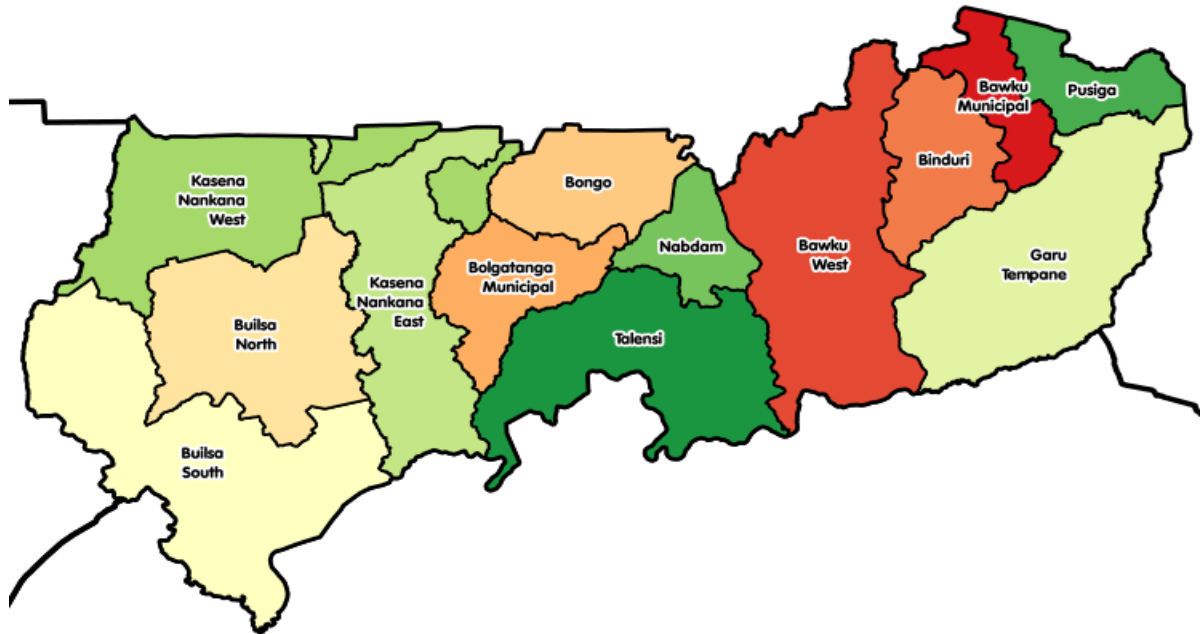 Kasena
Nankana
West
Bongo
Nabdam
Bolgatanga
Municipal
Kasena
Nankana
East
Builsa
North
Builsa
South
Talensi
Bawku
West
Binduri
Bawku
Municipal
Pusiga
Garu
Tempane